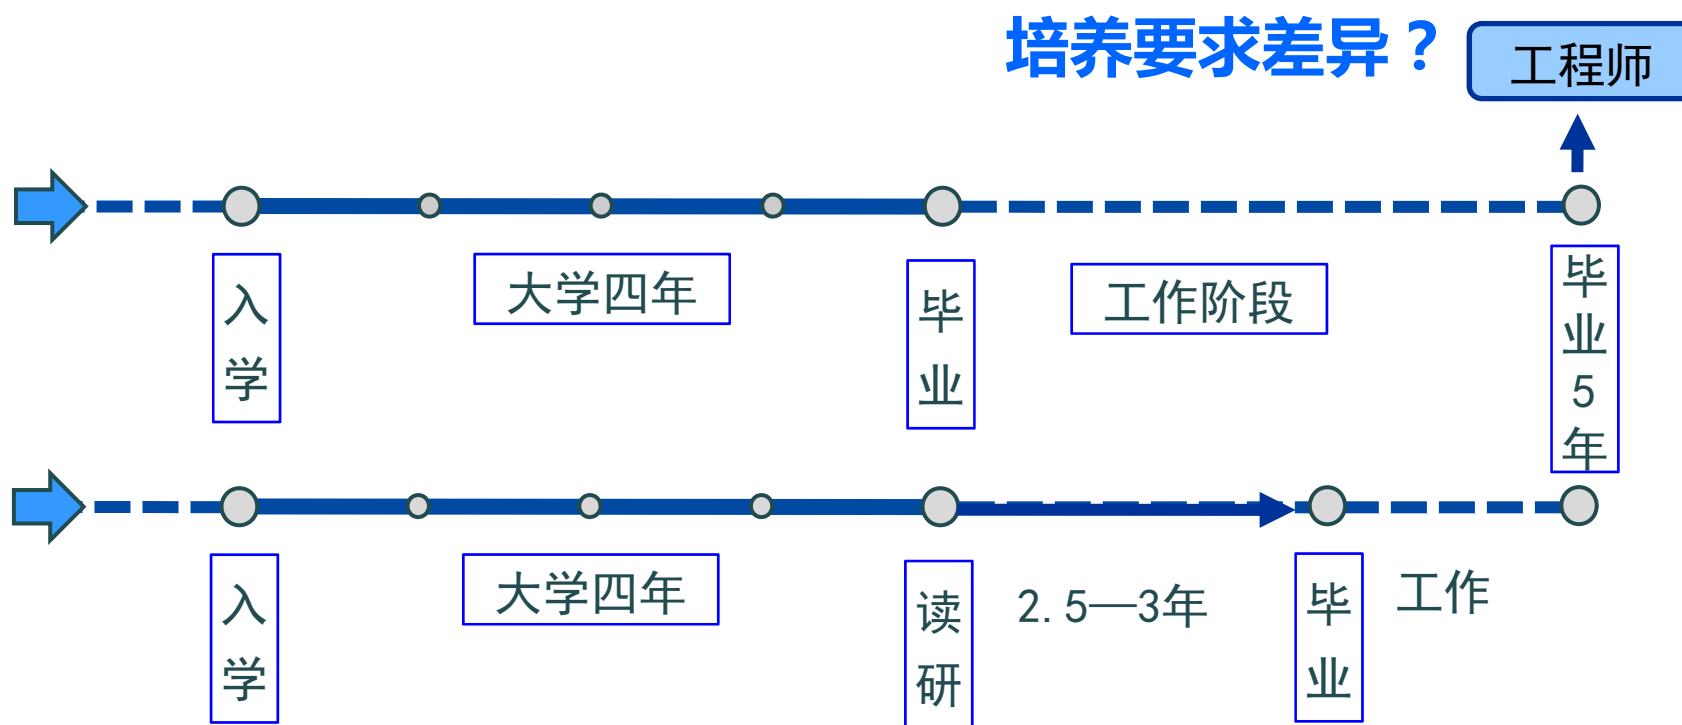 培养要求差异？
工程师
入学
大学四年
毕业
工作阶段
毕业5年
入学
大学四年
读研
2.5—3年
毕业
工作